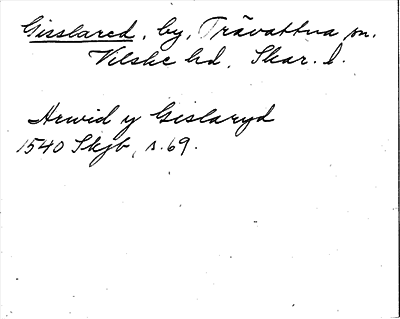 Gisslared, by, Trävattna sn.
Vilske hd, Skar. l.
Arwid y Gislaryd
1540 Skjb, s. 69.